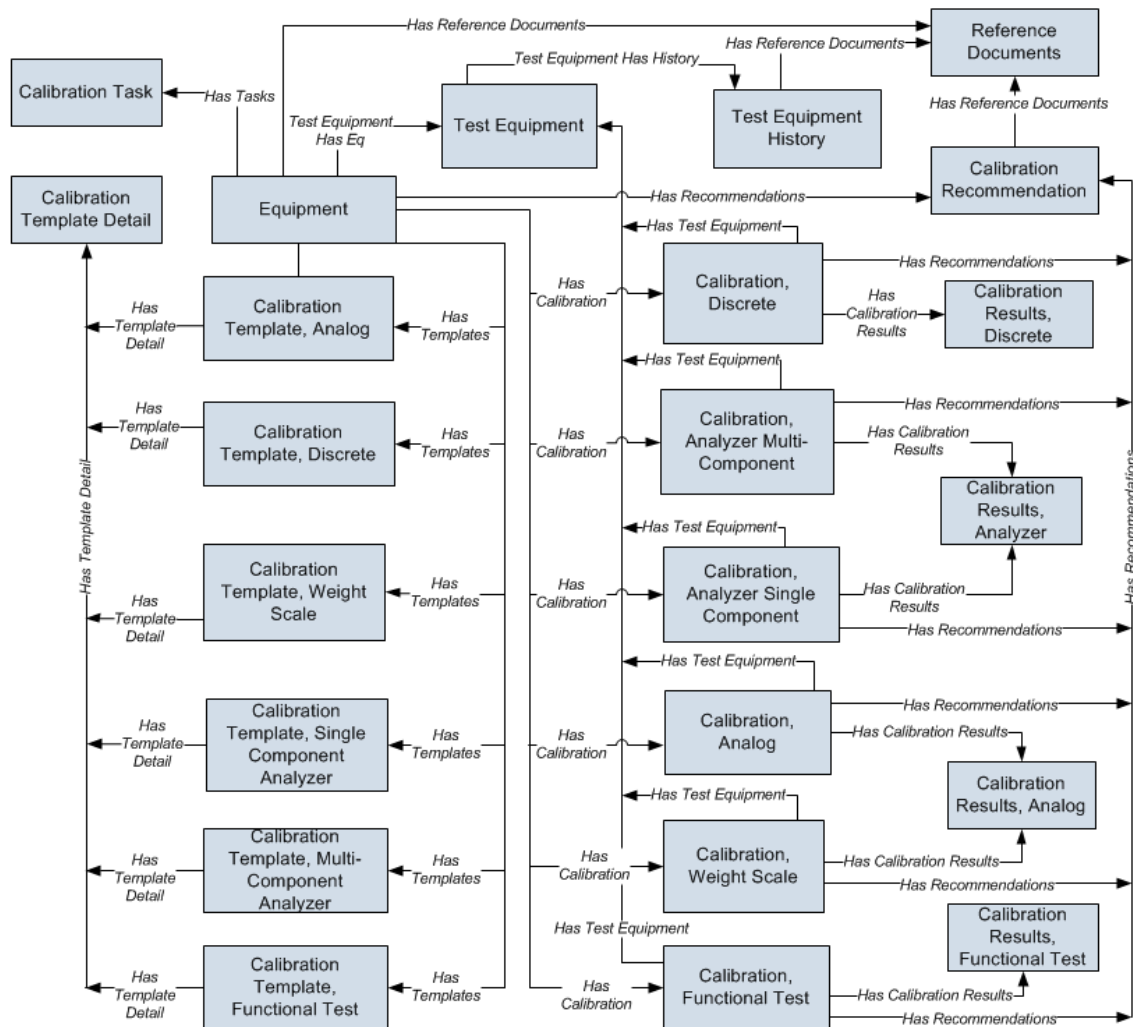 Has Reference Documents
Reference
Documents
Has Reference Documents
Test Equipment Has History
Calibration Task
Has Tasks
Test Equipment
Has Eq
Test Equipment
Test Equipment
History
Has Reference Documents
Calibration
Template Detail
Equipment
Has Recommendations
Calibration
Recommendation
Has Test Equipment
Has
Template
Detail
Calibration
Template, Analog
Has
Templates
Has
Calibration
Calibration,
Discrete
Has Recommendations
Has
Calibration
Results
Calibration
Results,
Discrete
Has Test Equipment
Has
Template
Detail
Calibration
Template, Discrete
Has
Templates
Has
Calibration
Calibration,
Analyzer Multi-
Component
Has Recommendations
Has Calibration
Results
Calibration
Results,
Analyzer
Has Template Detail
Has Recommendations
Has Test Equipment
Has
Template
Detail
Calibration
Template, Weight
Scale
Has
Templates
Has
Calibration
Calibration,
Analyzer Single
Component
Has Calibration
Results
Has Recommendations
Has Test Equipment
Has
Template
Detail
Calibration
Template, Single
Component
Analyzer
Has
Templates
Has
Calibration
Calibration,
Analog
Has Recommendations
Has Calibration Results
Calibration
Results, Analog
Has Test Equipment
Has
Template
Detail
Calibration
Template, Multi-
Component
Analyzer
Has
Templates
Has
Calibration
Calibration,
Weight Scale
Has Calibration Results
Has Recommendations
Has Test Equipment
Calibration
Results,
Functional Test
Has
Template
Detail
Calibration
Template,
Functional Test
Has
Templates
Has
Calibration
Calibration,
Functional Test
Has Calibration Results
Has Recommendations